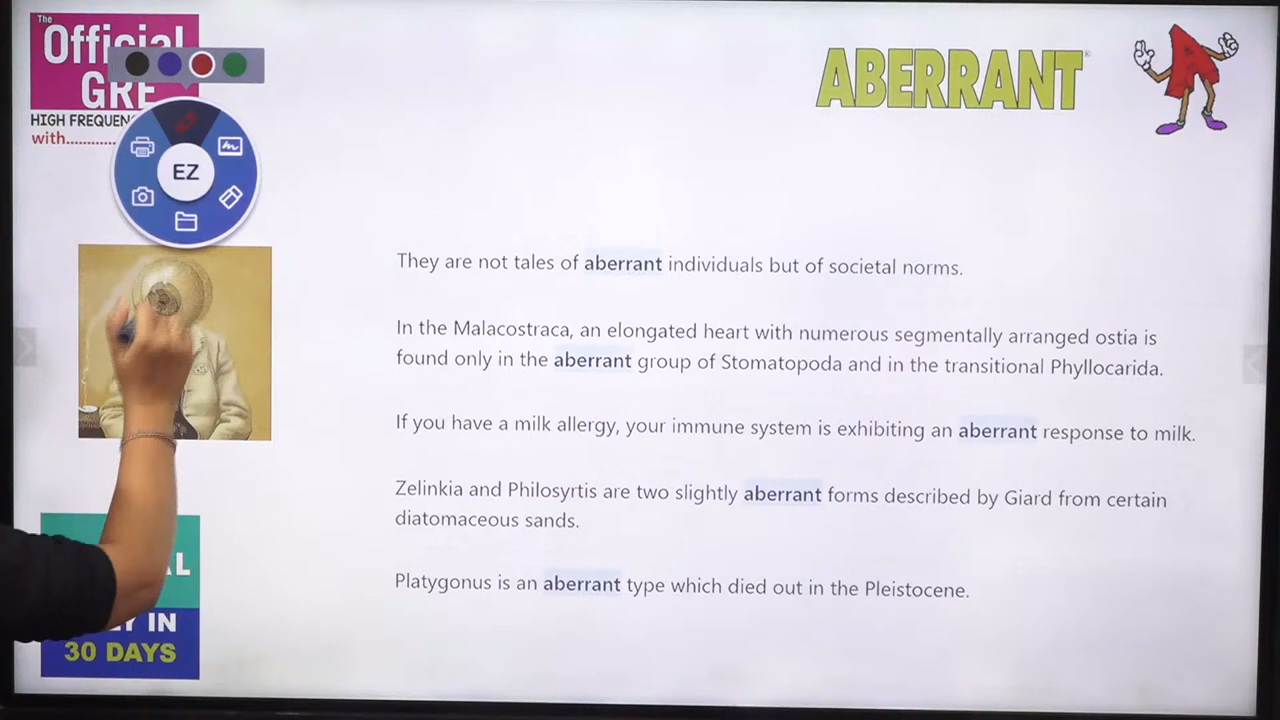 The
Official
GRE
HIGH FREQUEN
with..............
EZ
ABERRANT
They are not tales of aberrant individuals but of societal norms.
In the Malacostraca, an elongated heart with numerous segmentally arranged ostia is
found only in the aberrant group of Stomatopoda and in the transitional Phyllocarida.
If you have a milk allergy, your immune system is exhibiting an aberrant response to milk.
Zelinkia and Philosyrtis are two slightly aberrant forms described by Giard from certain
diatomaceous sands.
Platygonus is an aberrant type which died out in the Pleistocene.
IN
30 DAYS